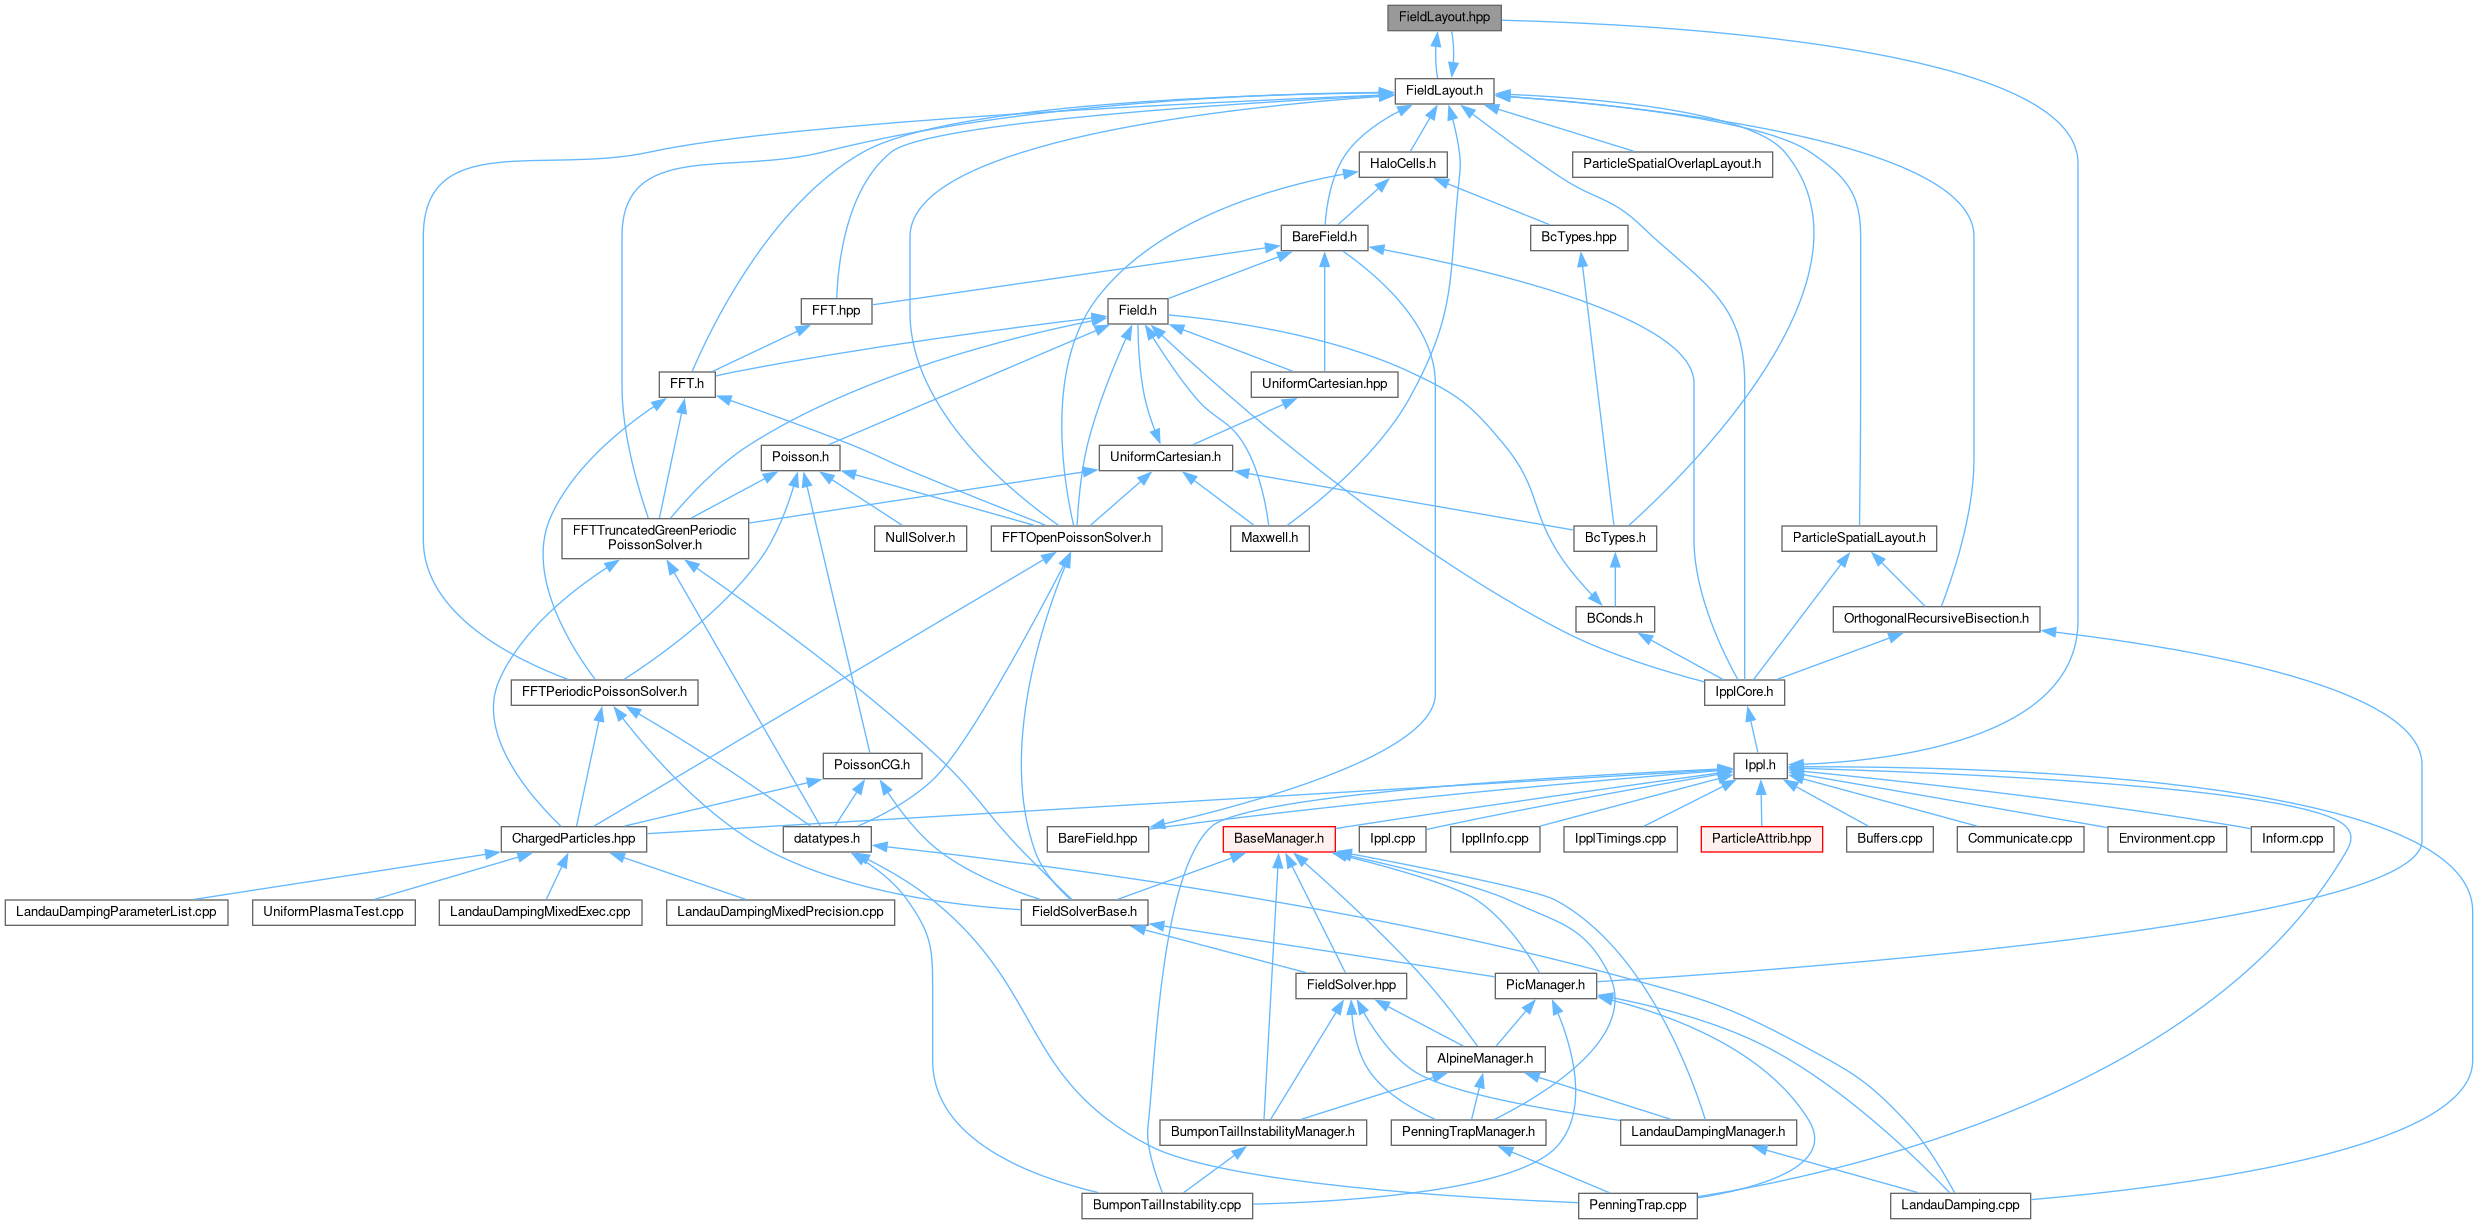 FieldLayout.hpp
FieldLayout.h
HaloCells.h
ParticleSpatialOverlapLayout.h
BareField.h
BcTypes.hpp
FFT.hpp
Field.h
FFT.h
UniformCartesian.hpp
Poisson.h
UniformCartesian.h
FFTTruncatedGreenPeriodic
PoissonSolver.h
NullSolver.h
FFTOpenPoissonSolver.h
Maxwell.h
BcTypes.h
ParticleSpatialLayout.h
BConds.h
OrthogonalRecursiveBisection.h
FFTPeriodicPoissonSolver.h
IpplCore.h
PoissonCG.h
Ippl.h
ChargedParticles.hpp
datatypes.h
BareField.hpp
BaseManager.h
Ippl.cpp
IpplInfo.cpp
IpplTimings.cpp
ParticleAttrib.hpp
Buffers.cpp
Communicate.cpp
Environment.cpp
Inform.cpp
LandauDampingParameterList.cpp
UniformPlasmaTest.cpp
LandauDampingMixedExec.cpp
LandauDampingMixedPrecision.cpp
FieldSolverBase.h
FieldSolver.hpp
PicManager.h
AlpineManager.h
BumponTailInstabilityManager.h
PenningTrapManager.h
LandauDampingManager.h
BumponTailInstability.cpp
PenningTrap.cpp
LandauDamping.cpp